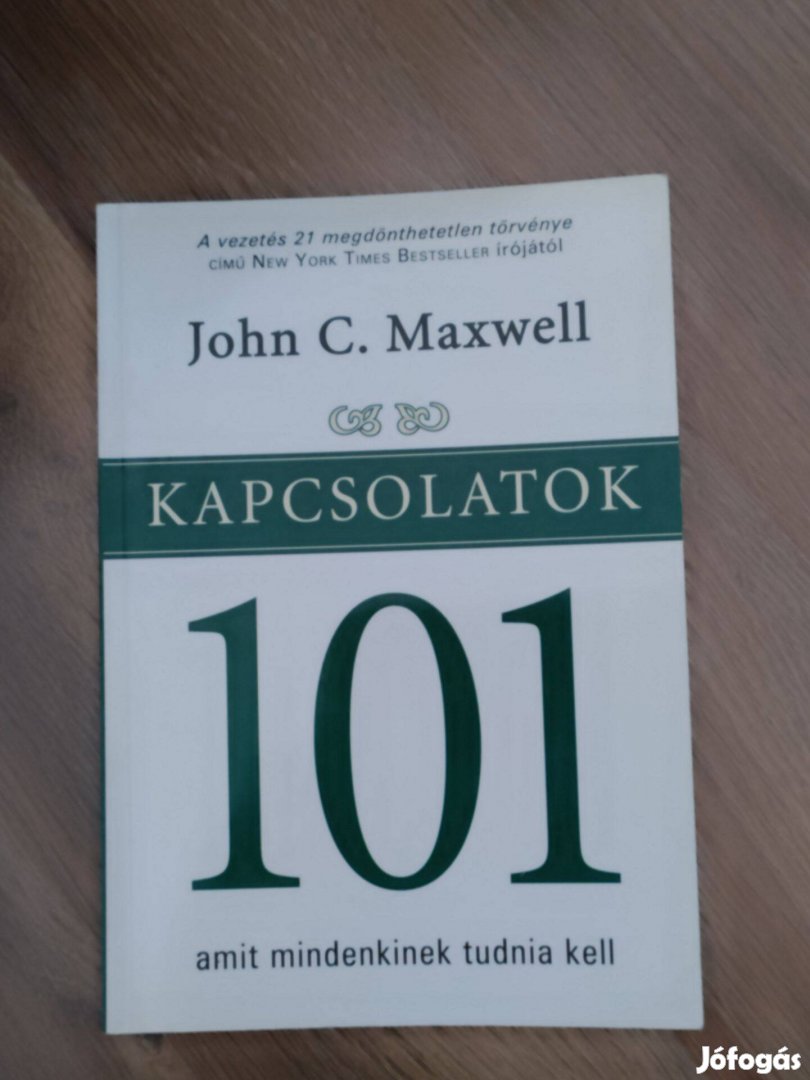 A vezetés 21 megdönthetetlen törvénye
című New York Times Bestseller írójától
John C. Maxwell
KAPCSOLATOK
101
amit mindenkinek tudnia kell
Jófogás